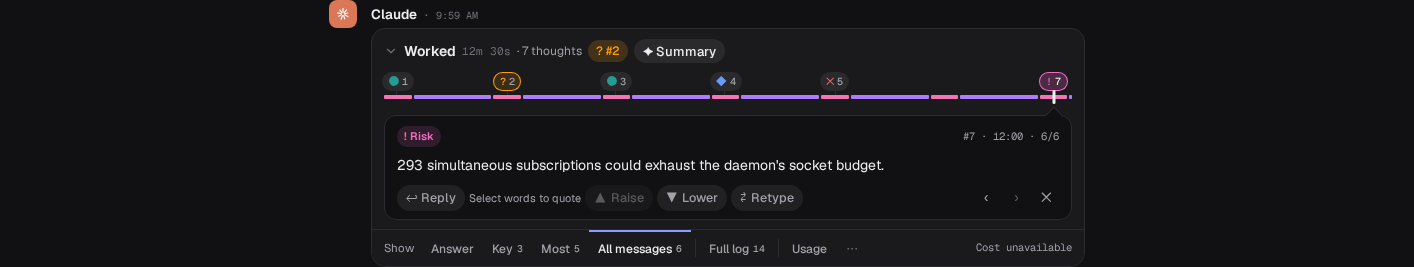 Claude · 9:59 AM
Worked 12m 30s · 7 thoughts ? #2 Summary
1 ? 2 3 4 5 ! 7
! Risk #7 · 12:00 · 6/6
293 simultaneous subscriptions could exhaust the daemon's socket budget.
Reply Select words to quote Raise Lower Retype
Show Answer Key 3 Most 5 All messages 6 Full log 14 Usage ··· Cost unavailable